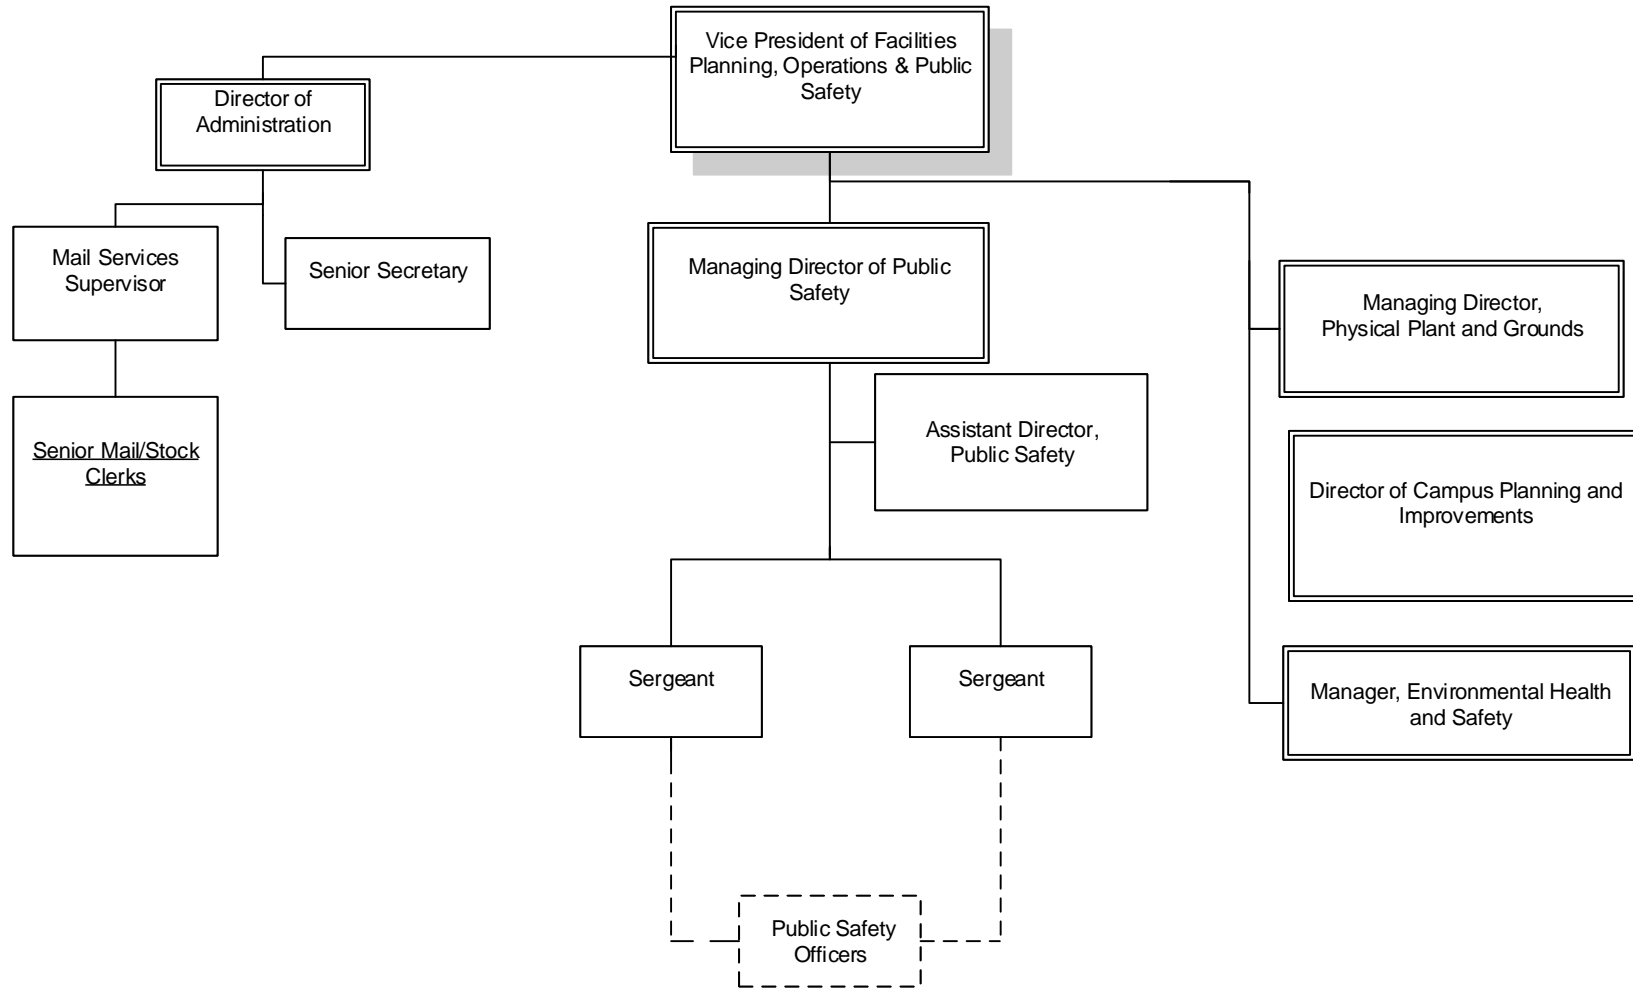 Vice President of Facilities
Planning, Operations & Public
Safety
Director of
Administration
Mail Services
Supervisor
Senior Secretary
Managing Director of Public
Safety
Managing Director,
Physical Plant and Grounds
Senior Mail/Stock
Clerks
Assistant Director,
Public Safety
Director of Campus Planning and
Improvements
Sergeant
Sergeant
Manager, Environmental Health
and Safety
Public Safety
Officers